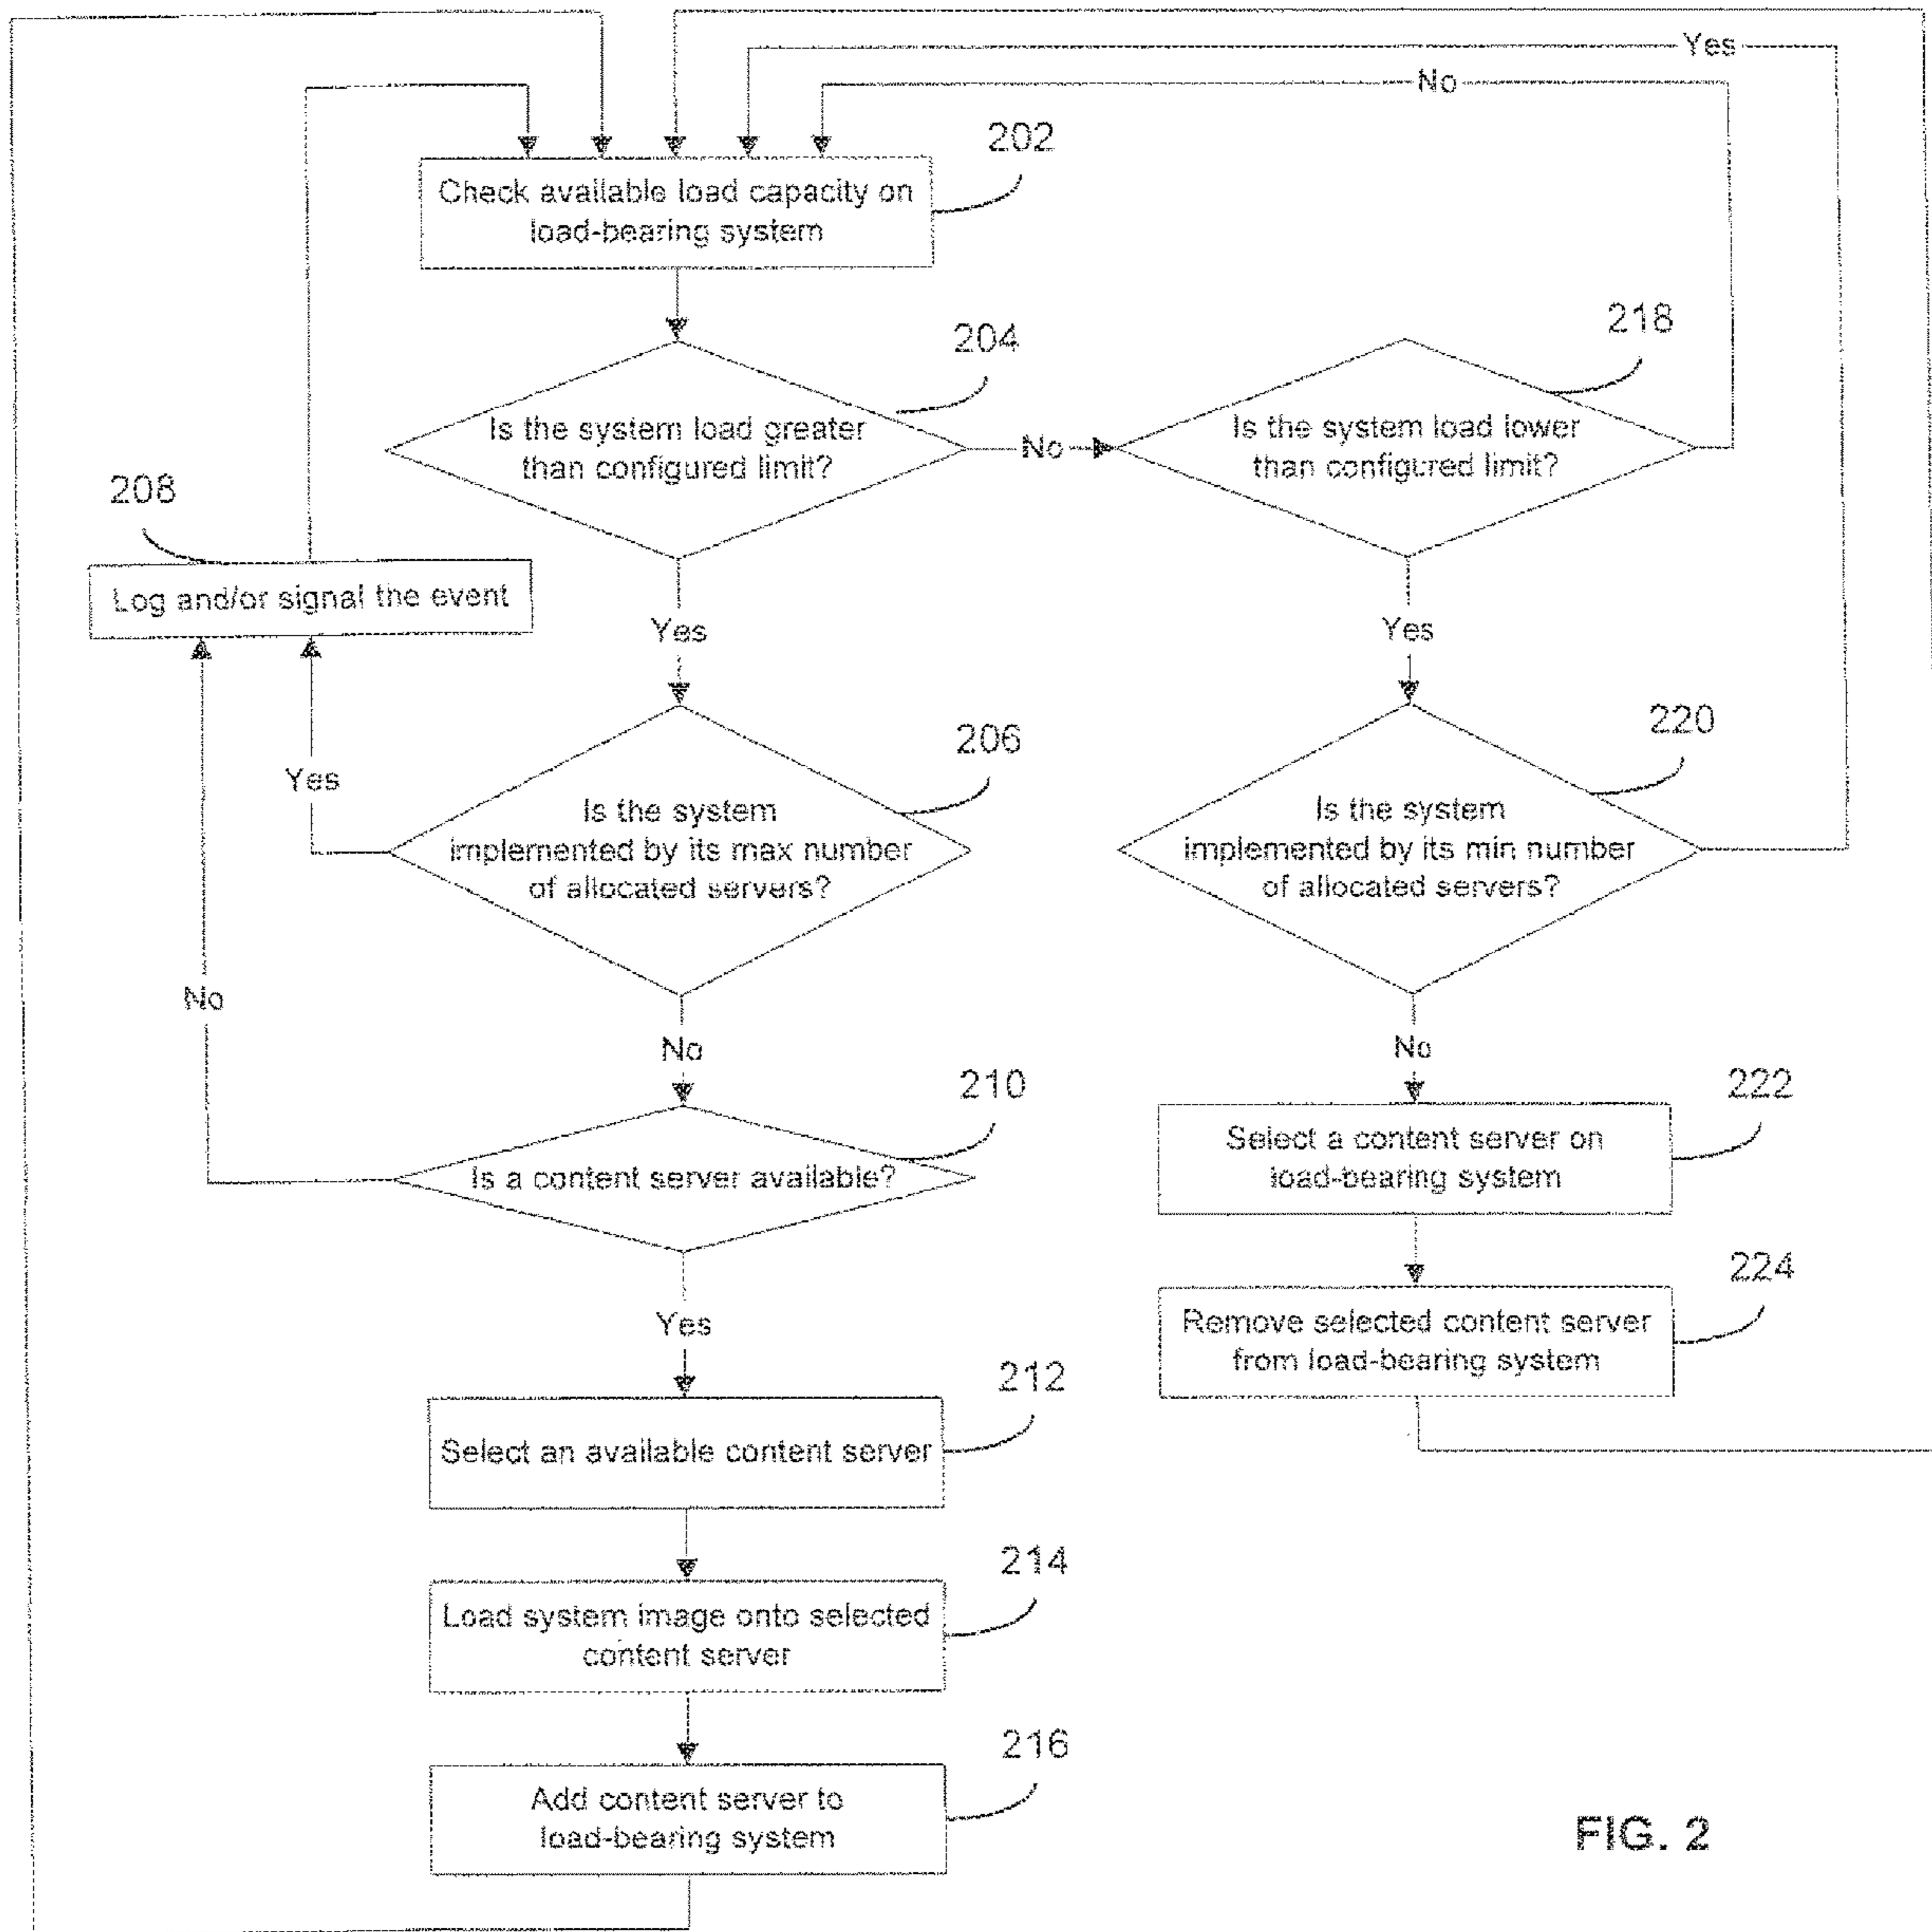 Yes
No
202
Check available load capacity on
load-bearing system
204
Is the system load greater
than configured limit?
No
218
Is the system load lower
than configured limit?
208
Log and/or signal the event
Yes
Yes
Yes
206
Is the system
implemented by its max number
of allocated servers?
220
Is the system
implemented by its min number
of allocated servers?
No
No
No
210
Is a content server available?
222
Select a content server on
load-bearing system
224
Remove selected content server
from load-bearing system
Yes
212
Select an available content server
214
Load system image onto selected
content server
216
Add content server to
load-bearing system
FIG. 2